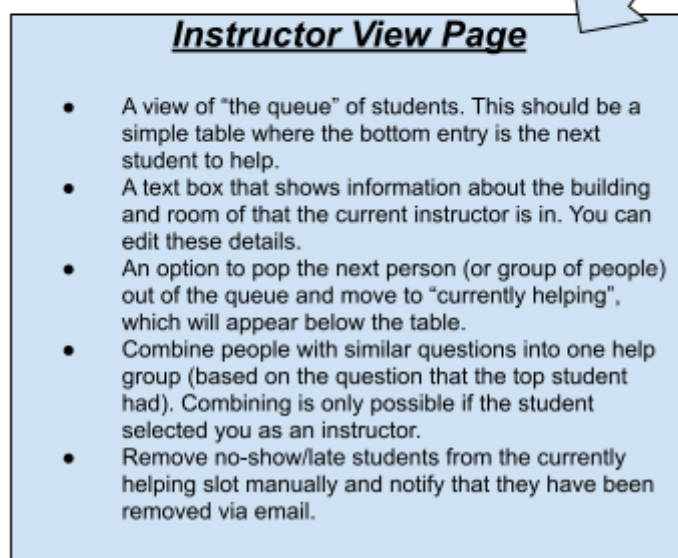 Instructor View Page
● A view of “the queue” of students. This should be a
simple table where the bottom entry is the next
student to help.
● A text box that shows information about the building
and room of that the current instructor is in. You can
edit these details.
● An option to pop the next person (or group of people)
out of the queue and move to “currently helping”,
which will appear below the table.
● Combine people with similar questions into one help
group (based on the question that the top student
had). Combining is only possible if the student
selected you as an instructor.
● Remove no-show/late students from the currently
helping slot manually and notify that they have been
removed via email.